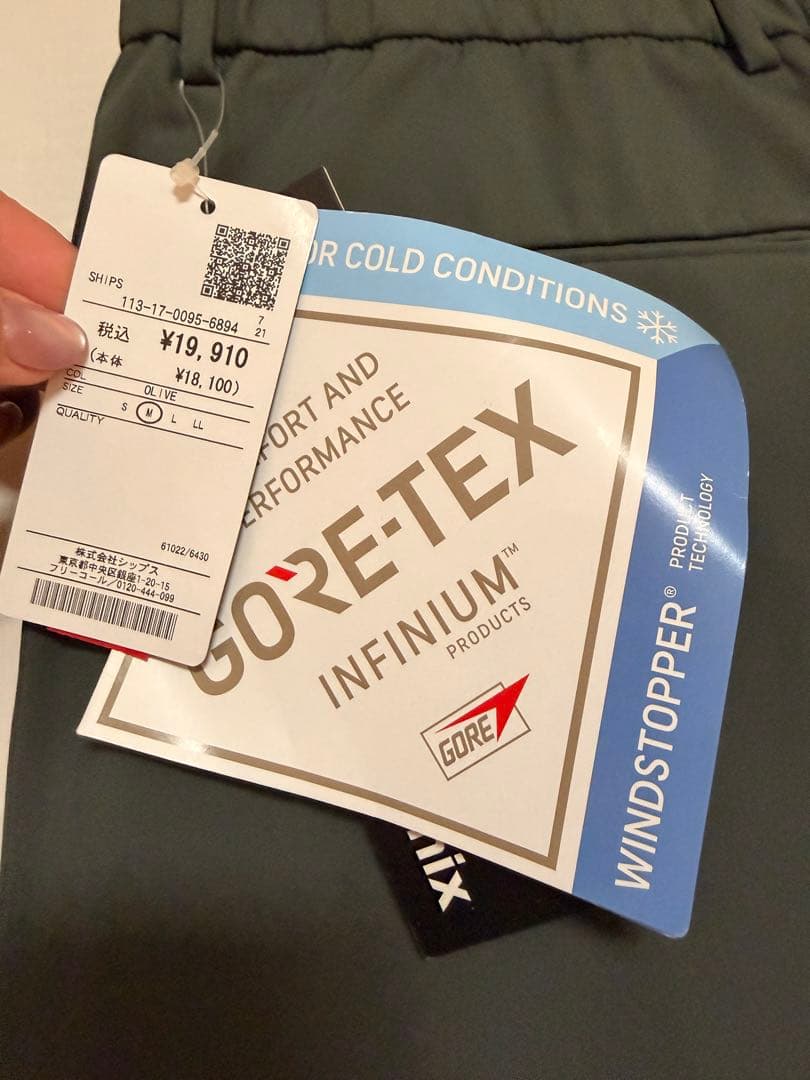 SHIPS
113-17-0095-6894
7
21
税込 ¥19,910
(本体 ¥18,100)
COL OLIVE
SIZE S M L LL
QUALITY
61022/6430
株式会社シップス
東京都中央区銀座1-20-15
フリーコール/0120-444-099
OR COLD CONDITIONS
FORT AND
ERFORMANCE
GORE-TEX
INFINIUM™
PRODUCTS
GORE
WINDSTOPPER® PRODUCT
TECHNOLOGY
nix